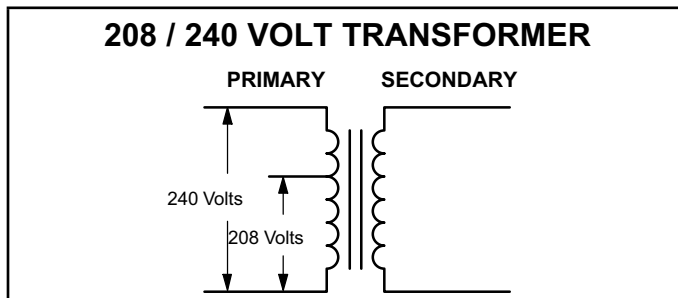 208 / 240 VOLT TRANSFORMER
PRIMARY SECONDARY
240 Volts
208 Volts